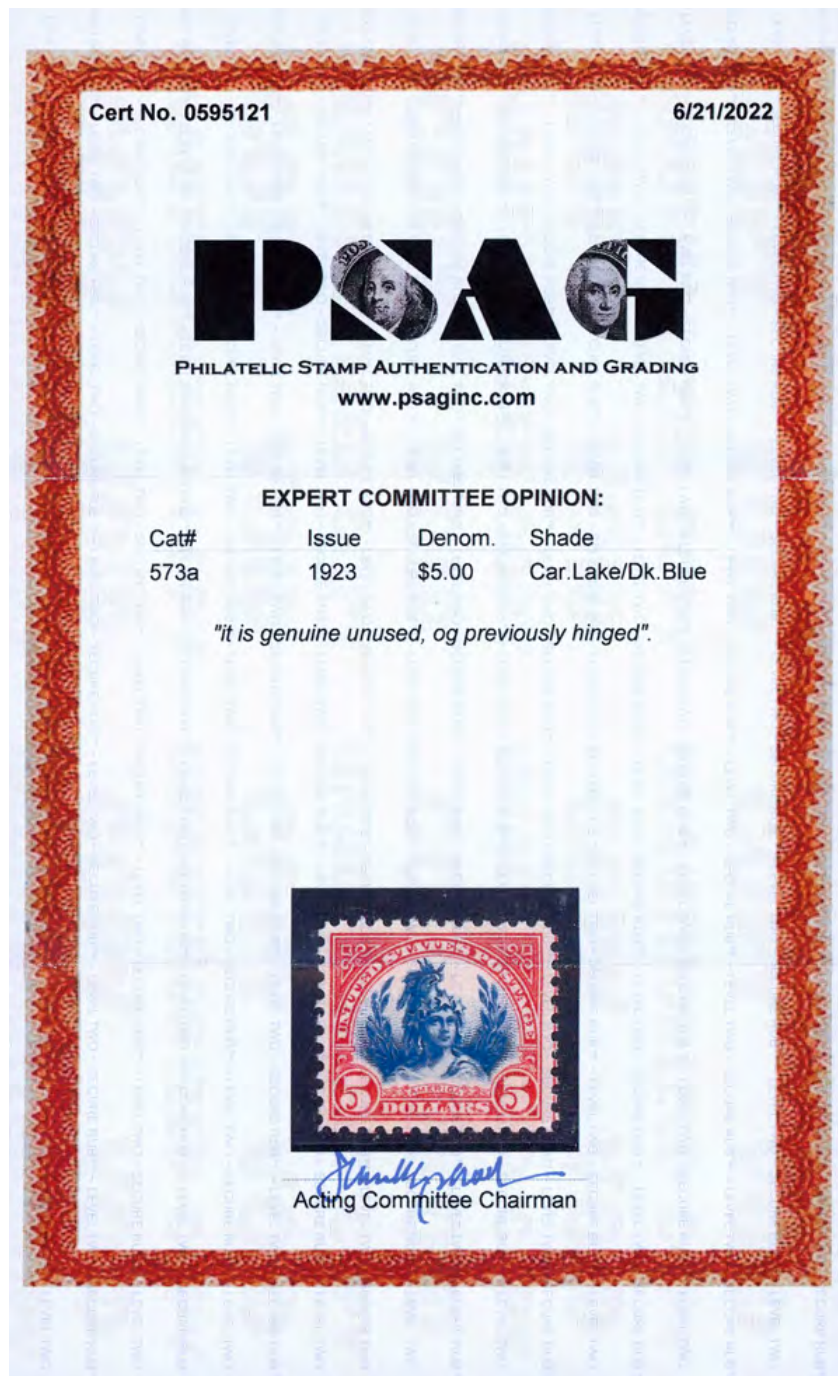 Cert No. 0595121 6/21/2022
PSAG
PHILATELIC STAMP AUTHENTICATION AND GRADING
www.psaginc.com
EXPERT COMMITTEE OPINION:
Cat# Issue Denom. Shade
573a 1923 $5.00 Car.Lake/Dk.Blue
"it is genuine unused, og previously hinged".
UNITED STATES POSTAGE
AMERICA
5 DOLLARS 5
Acting Committee Chairman